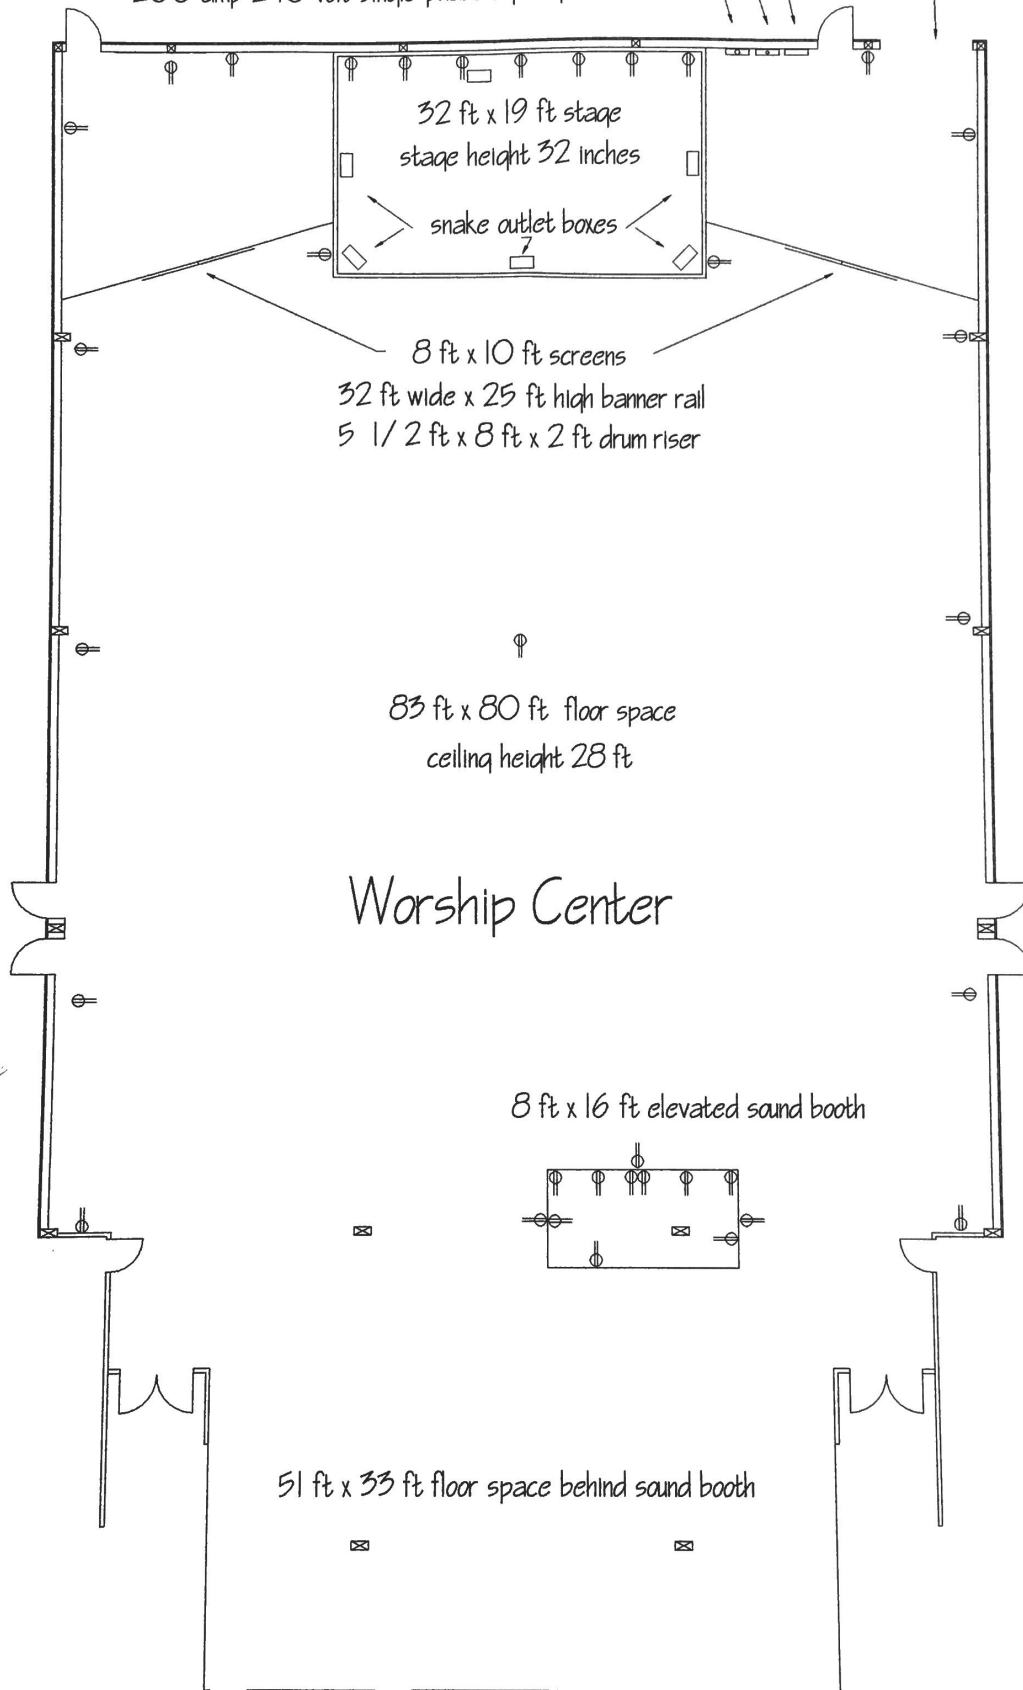 32 ft x 19 ft stage
stage height 32 inches
snake outlet boxes
8 ft x 10 ft screens
32 ft wide x 25 ft high banner rail
5 1/2 ft x 8 ft x 2 ft drum riser
83 ft x 80 ft floor space
ceiling height 28 ft
Worship Center
8 ft x 16 ft elevated sound booth
51 ft x 33 ft floor space behind sound booth